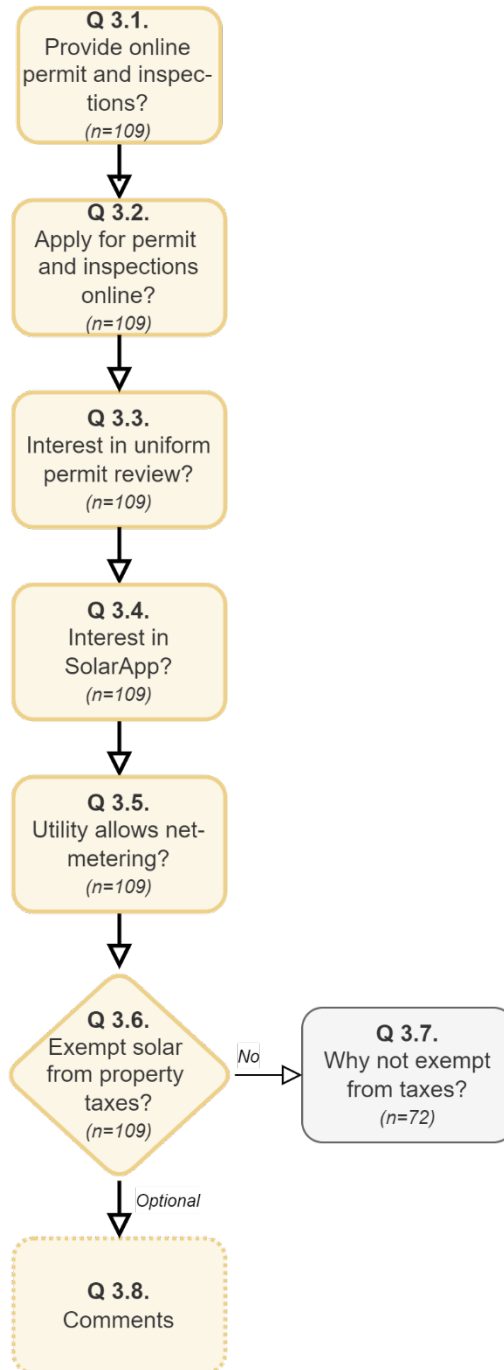 Q 3.1.
Provide online
permit and inspec-
tions?
(n=109)
Q 3.2.
Apply for permit
and inspections
online?
(n=109)
Q 3.3.
Interest in uniform
permit review?
(n=109)
Q 3.4.
Interest in
SolarApp?
(n=109)
Q 3.5.
Utility allows net-
metering?
(n=109)
Q 3.6.
Exempt solar
from property
taxes?
(n=109)
No
Q 3.7.
Why not exempt
from taxes?
(n=72)
Optional
Q 3.8.
Comments